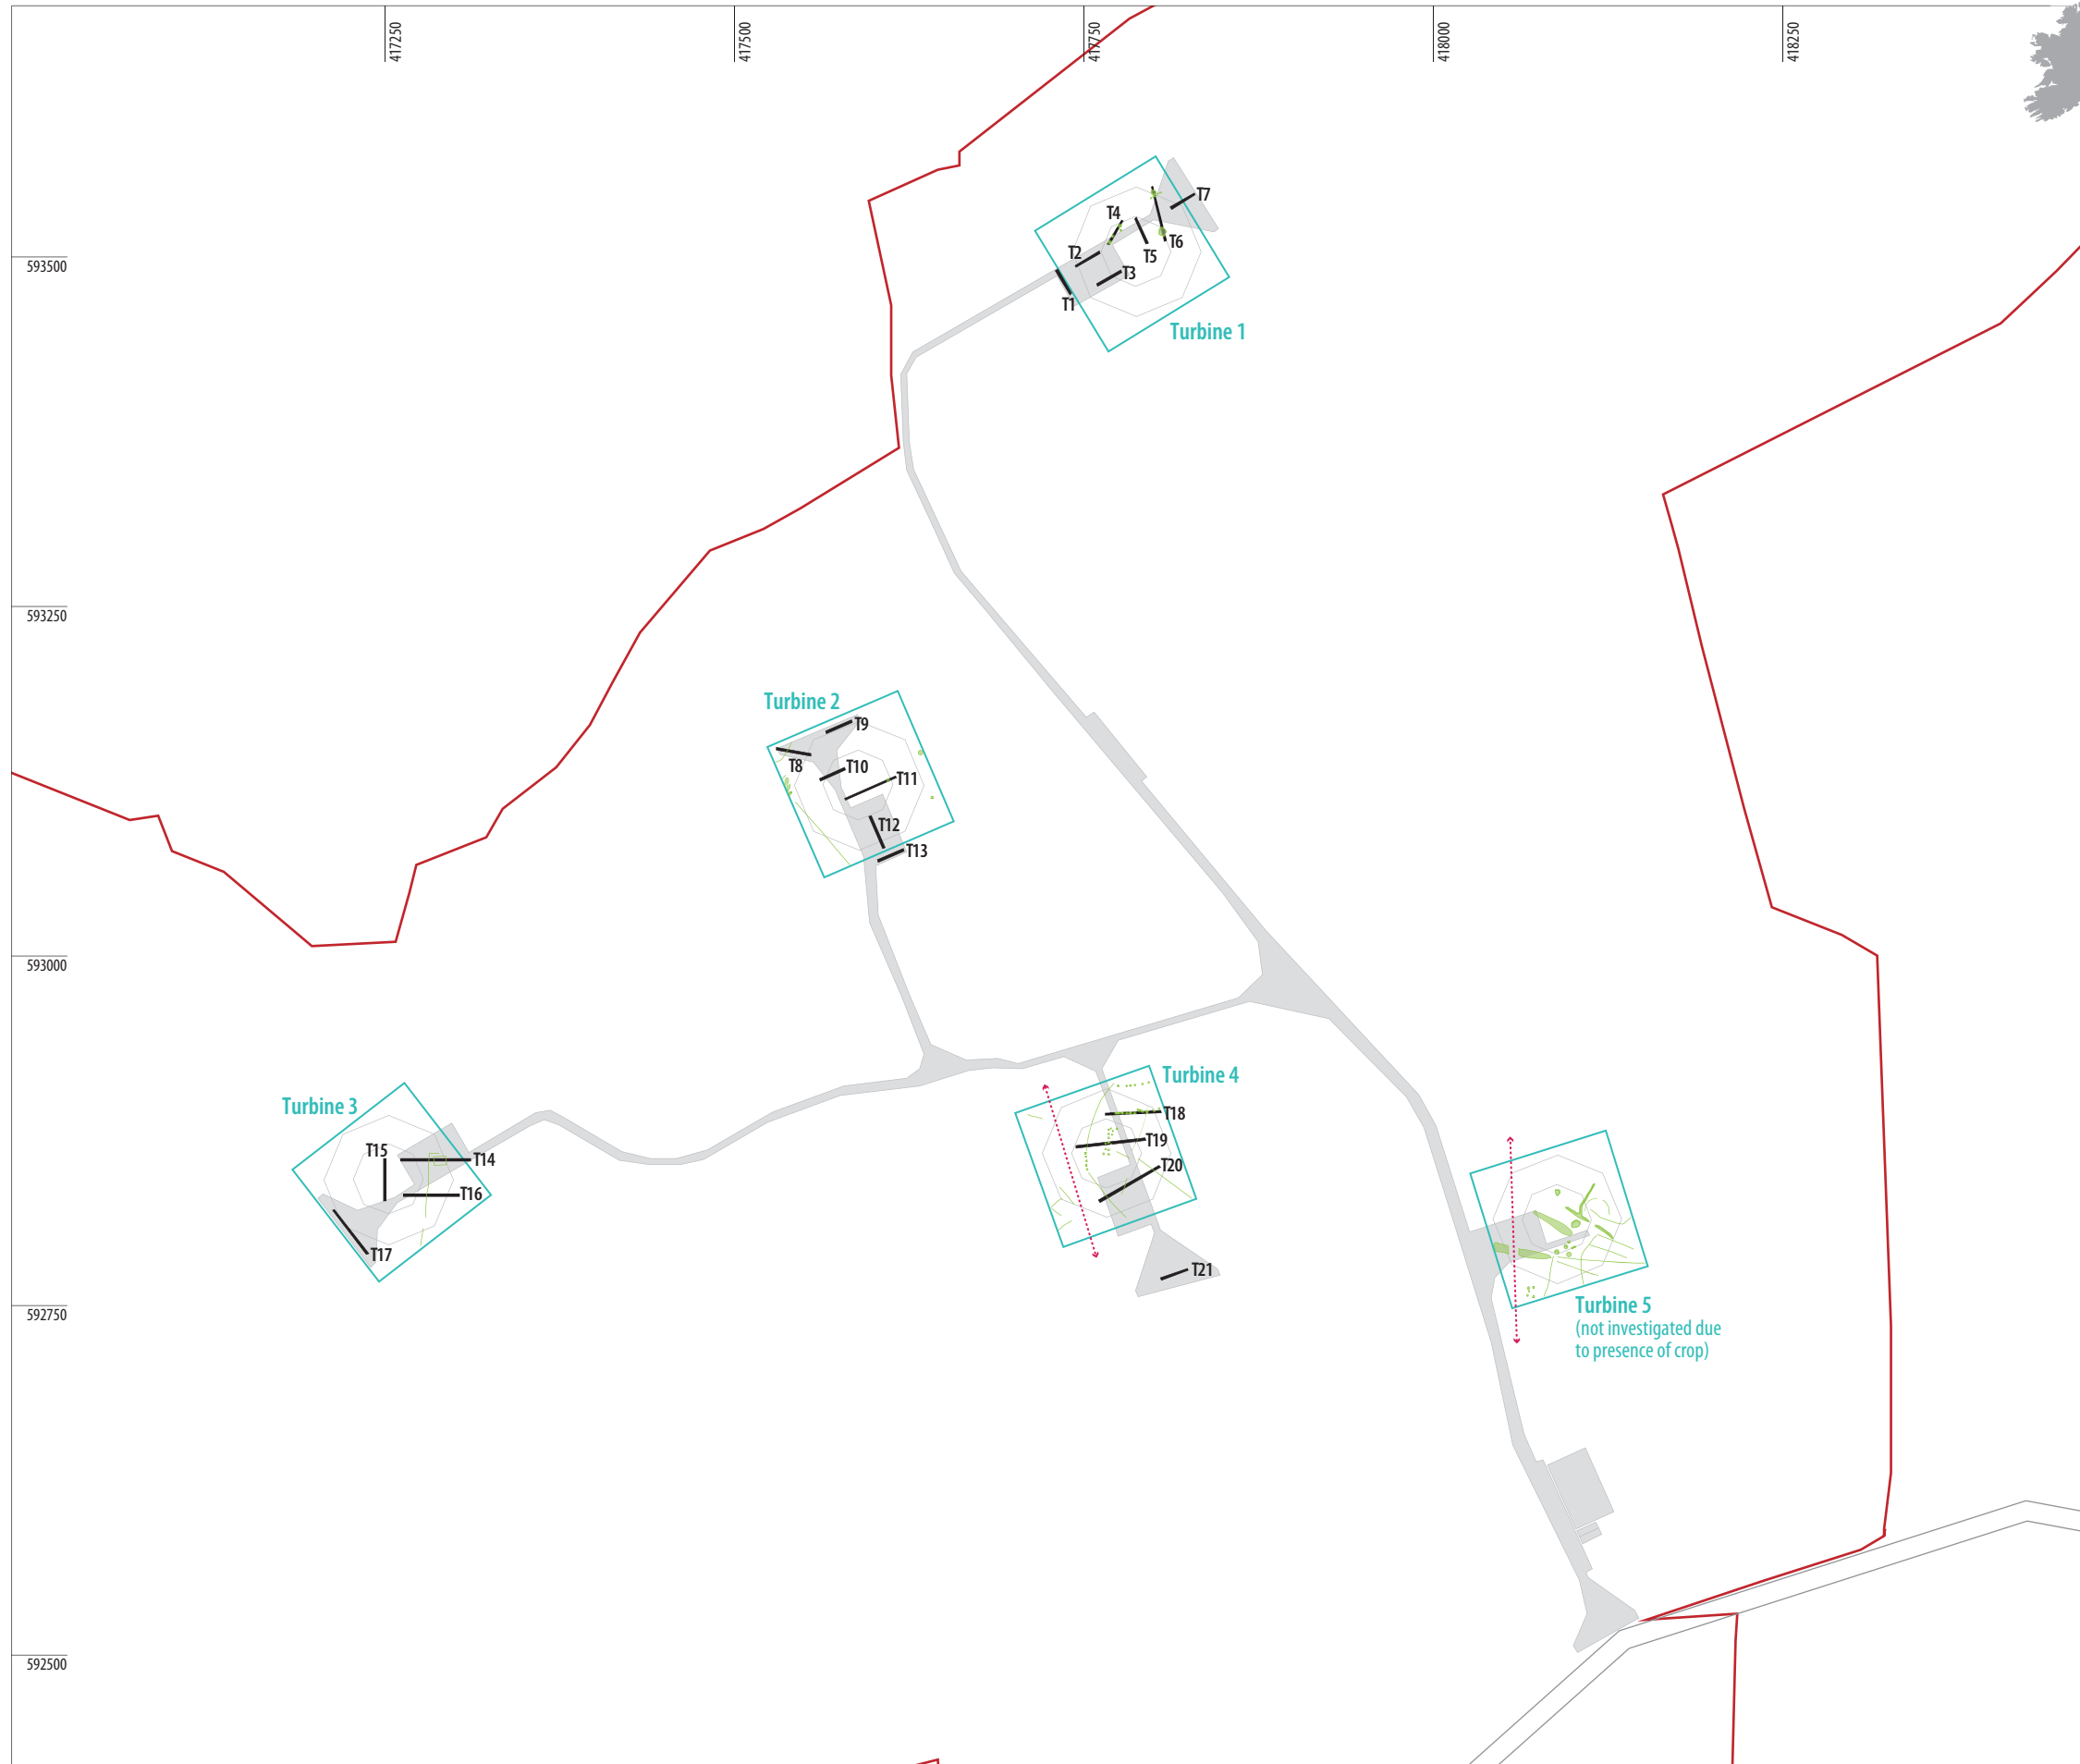 417250
417500
417750
418000
418250
593500
593250
593000
592750
592500
T7
T4
T6
T2
T5
T3
T1
Turbine 1
Turbine 2
T9
T8
T10
T11
T12
T13
Turbine 4
Turbine 3
T18
T15
T19
T14
T20
T16
T17
T21
Turbine 5
(not investigated due
to presence of crop)